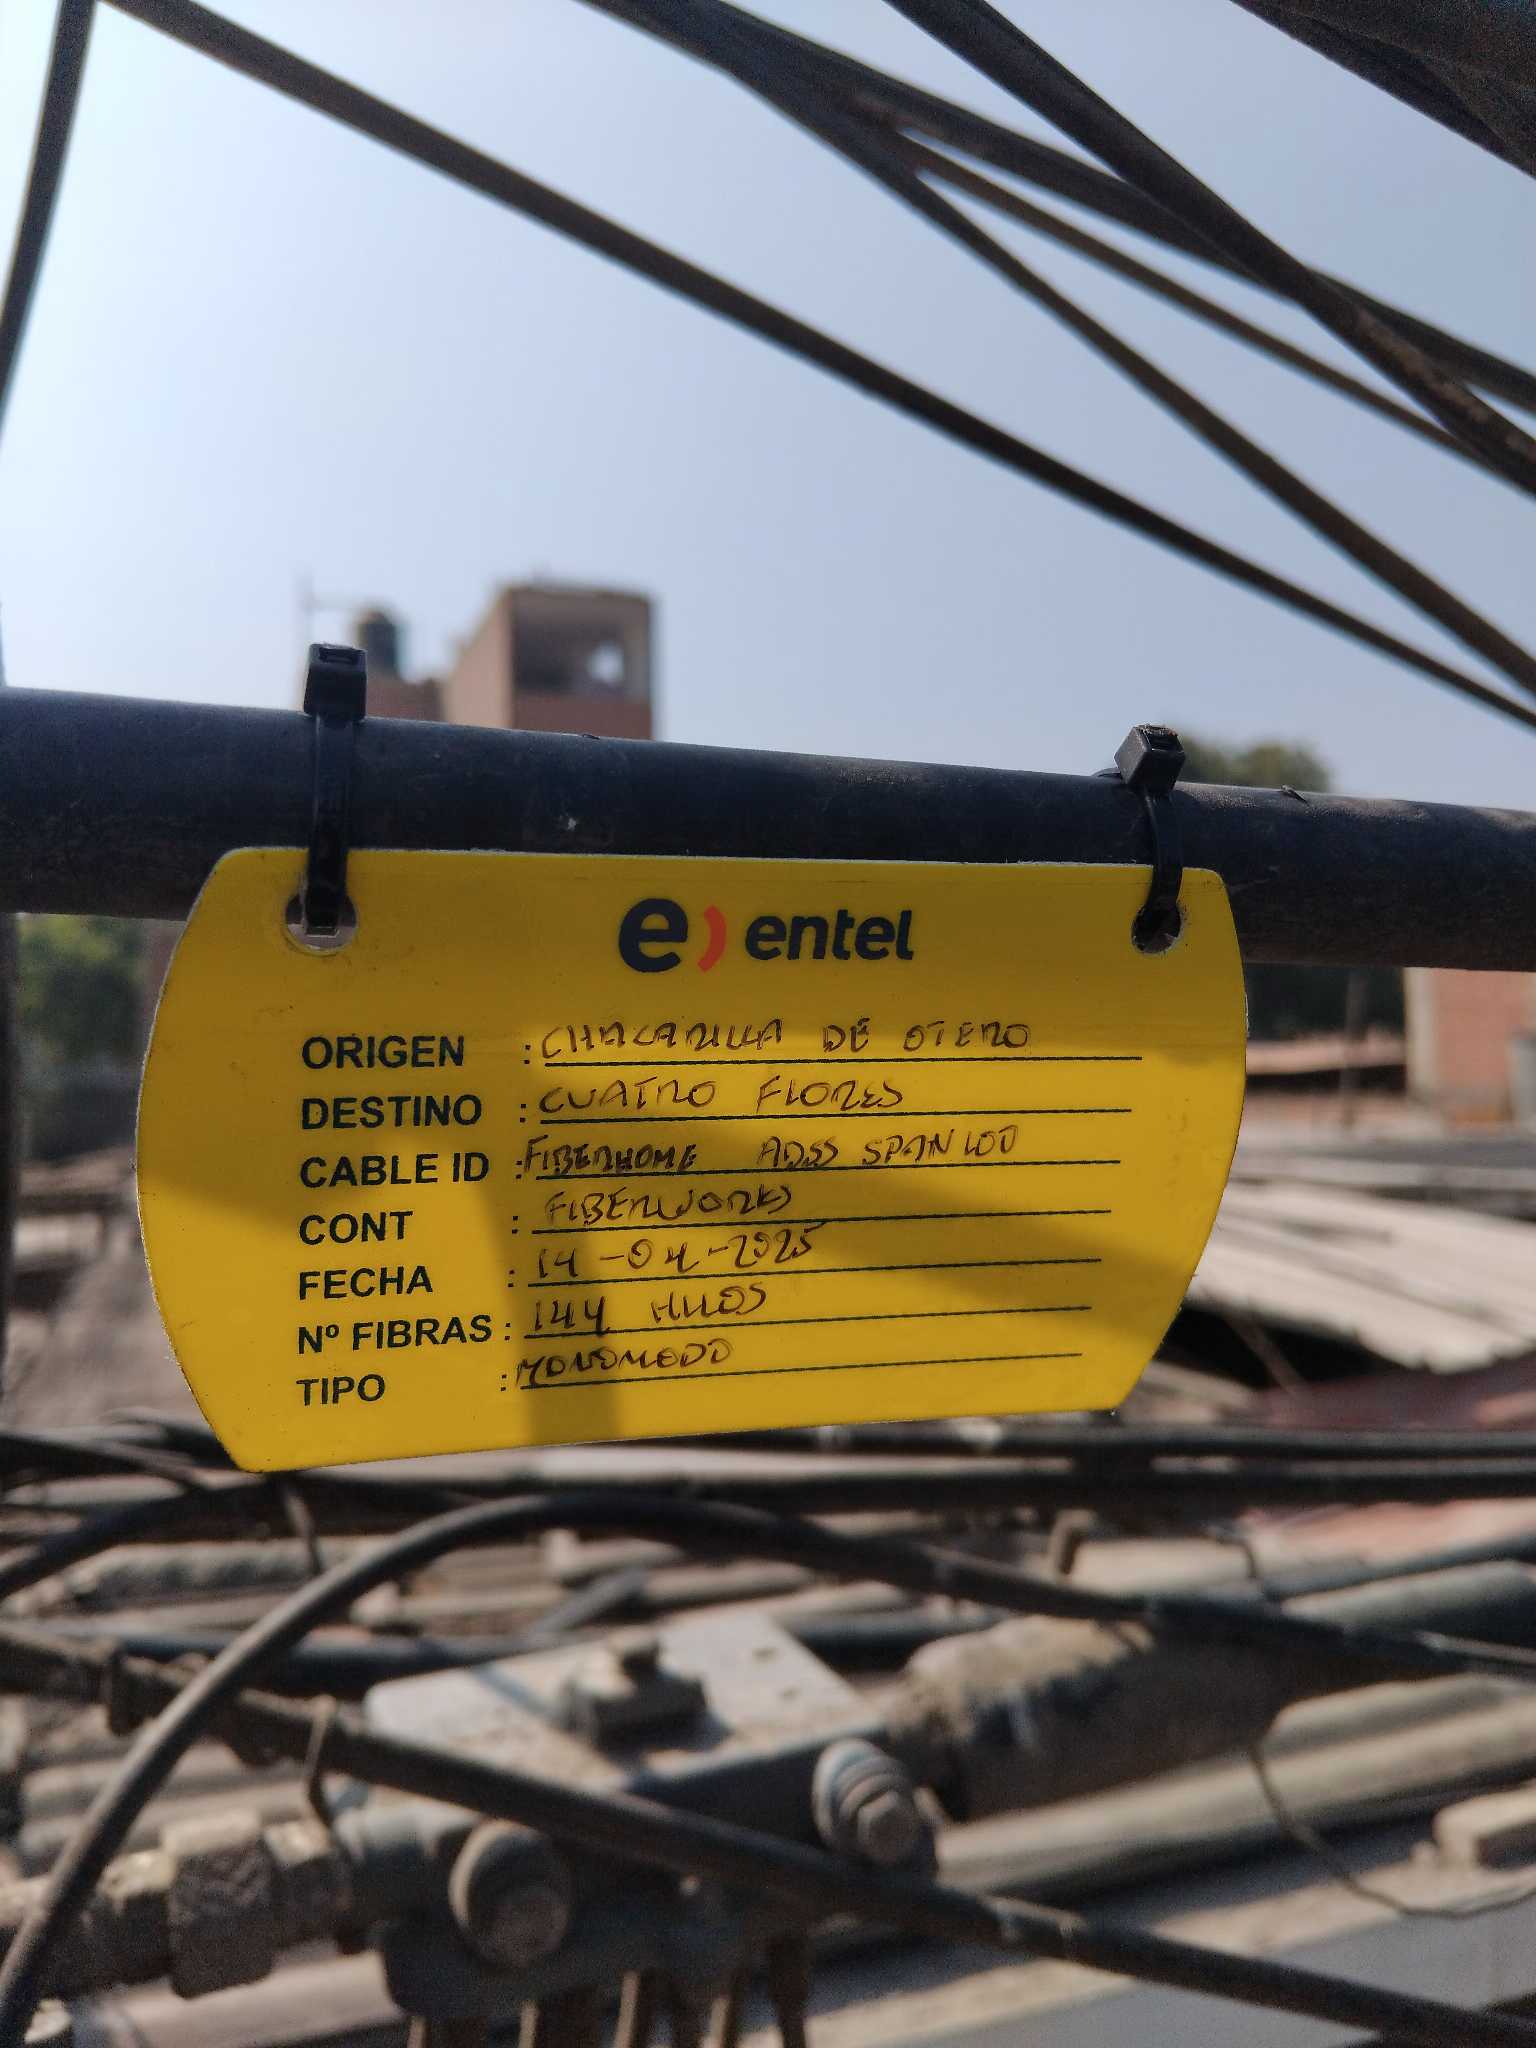 e) entel
ORIGEN : CHACARILLA DE OTERO
DESTINO : CUATRO FLORES
CABLE ID : FIBERHOME ADSS SPAN 100
CONT : FIBERWORKS
FECHA : 14-04-2025
Nº FIBRAS : 144 HILOS
TIPO : MONOMODO